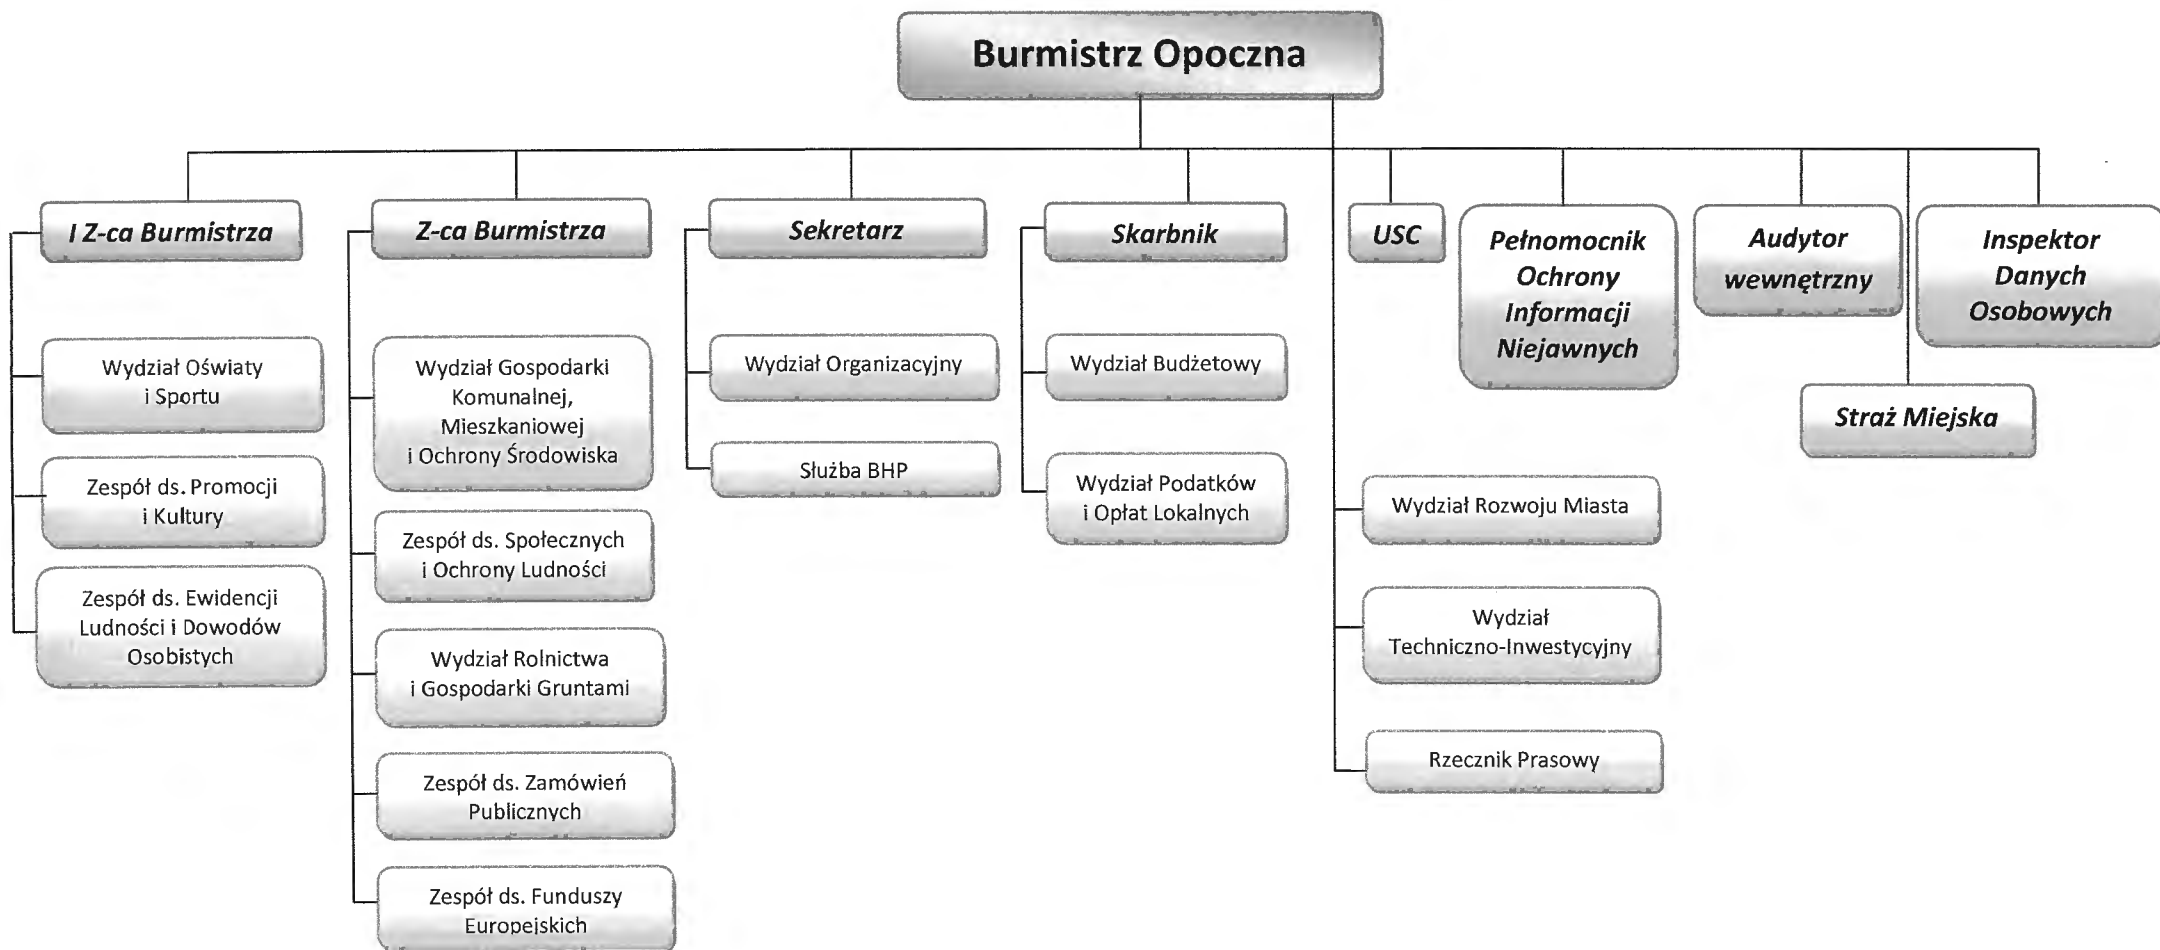 Burmistrz Opoczna
I Z-ca Burmistrza
Wydział Oświaty
i Sportu
Zespół ds. Promocji
i Kultury
Zespół ds. Ewidencji
Ludności i Dowodów
Osobistych
Z-ca Burmistrza
Wydział Gospodarki
Komunalnej,
Mieszkaniowej
i Ochrony Środowiska
Zespół ds. Społecznych
i Ochrony Ludności
Wydział Rolnictwa
i Gospodarki Gruntami
Zespół ds. Zamówień
Publicznych
Zespół ds. Funduszy
Europejskich
Sekretarz
Wydział Organizacyjny
Służba BHP
Skarbnik
Wydział Budżetowy
Wydział Podatków
i Opłat Lokalnych
USC
Pełnomocnik
Ochrony
Informacji
Niejawnych
Audytor
wewnętrzny
Inspektor
Danych
Osobowych
Straż Miejska
Wydział Rozwoju Miasta
Wydział
Techniczno-Inwestycyjny
Rzecznik Prasowy